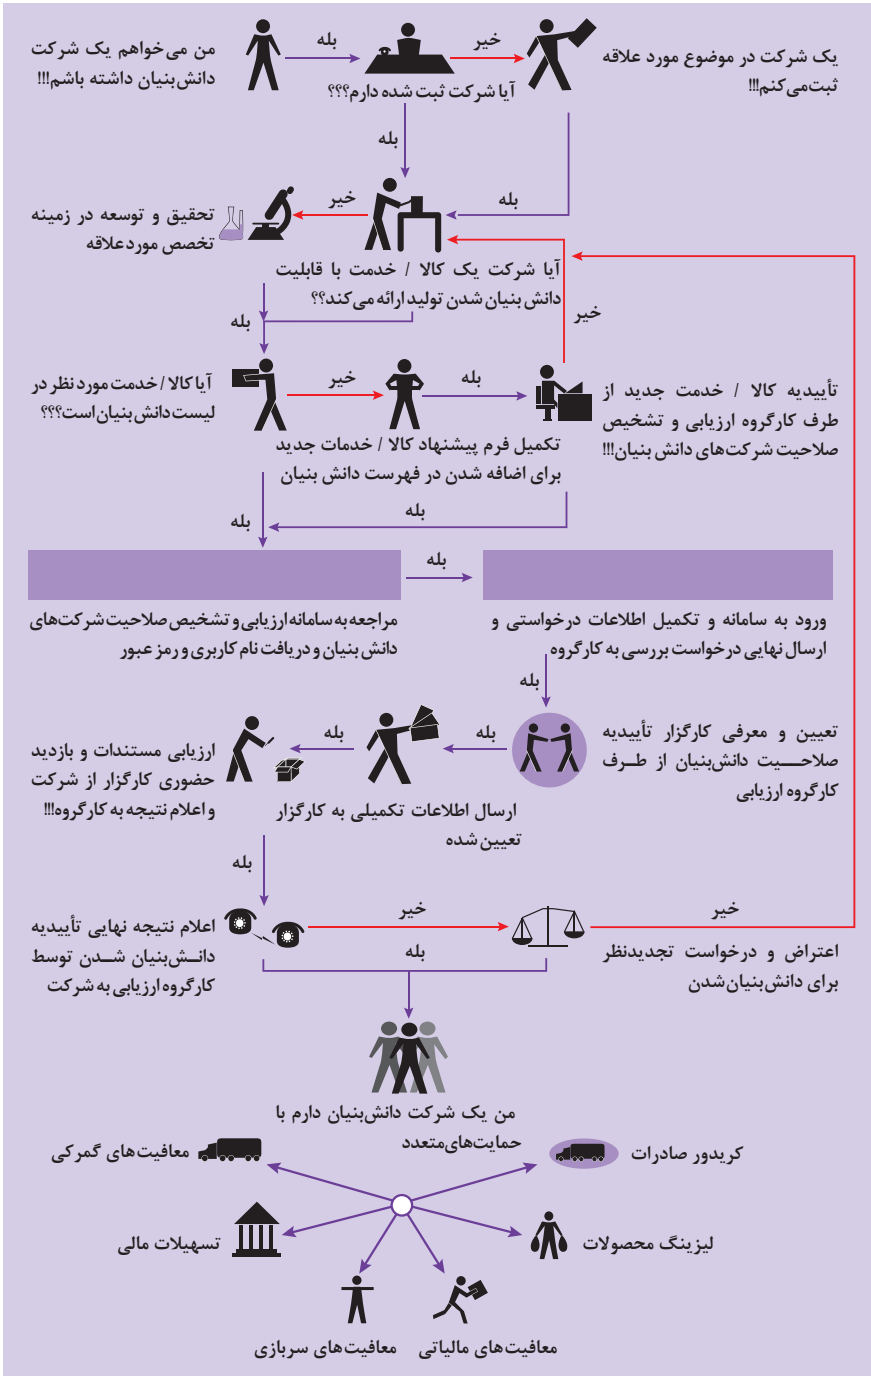 من می‌خواهم یک شرکت
دانش‌بنیان داشته باشم!!!
بله
آیا شرکت ثبت شده دارم؟؟؟
خیر
یک شرکت در موضوع مورد علاقه
ثبت‌می‌کنم!!!
بله
بله
خیر
تحقیق و توسعه در زمینه
تخصص مورد علاقه
آیا شرکت یک کالا / خدمت با قابلیت
دانش‌بنیان شدن تولید ارائه می‌کند؟؟
خیر
بله
آیا کالا / خدمت مورد نظر در
لیست دانش‌بنیان است؟؟؟
خیر
بله
تکمیل فرم پیشنهاد کالا / خدمات جدید
برای اضافه شدن در فهرست دانش بنیان
تأییدیه کالا / خدمت جدید از
طرف کارگروه ارزیابی و تشخیص
صلاحیت شرکت‌های دانش بنیان!!!
بله
بله
بله
ورود به سامانه و تکمیل اطلاعات درخواستی و
ارسال نهایی درخواست بررسی به کارگروه
مراجعه به سامانه ارزیابی و تشخیص صلاحیت شرکت‌های
دانش بنیان و دریافت نام کاربری و رمز عبور
بله
تعیین و معرفی کارگزار تأییدیه
صلاحـــیت دانش‌بنیان از طــرف
کارگروه ارزیابی
بله
ارسال اطلاعات تکمیلی به کارگزار
تعیین شده
بله
ارزیابی مستندات و بازدید
حضوری کارگزار از شرکت
و اعلام نتیجه به کارگروه!!!
بله
اعلام نتیجه نهایی تأییدیه
دانــش‌بنیان شــدن توسط
کارگروه ارزیابی به شرکت
خیر
بله
خیر
اعتراض و درخواست تجدیدنظر
برای دانش‌بنیان‌شدن
من یک شرکت دانش‌بنیان دارم با
حمایت‌های‌متعدد
کریدور صادرات
معافیت‌های گمرکی
لیزینگ محصولات
تسهیلات مالی
معافیت‌های مالیاتی
معافیت‌های سربازی